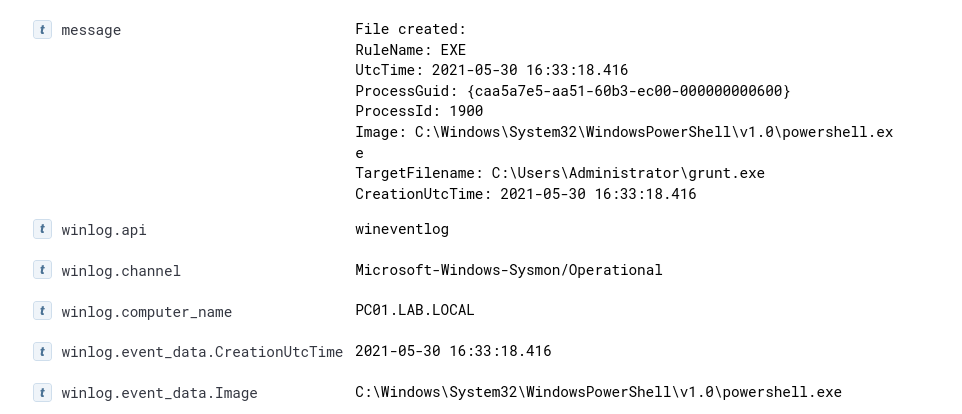 t message File created:
RuleName: EXE
UtcTime: 2021-05-30 16:33:18.416
ProcessGuid: {caa5a7e5-aa51-60b3-ec00-000000000600}
ProcessId: 1900
Image: C:\Windows\System32\WindowsPowerShell\v1.0\powershell.ex
e
TargetFilename: C:\Users\Administrator\grunt.exe
CreationUtcTime: 2021-05-30 16:33:18.416
t winlog.api wineventlog
t winlog.channel Microsoft-Windows-Sysmon/Operational
t winlog.computer_name PC01.LAB.LOCAL
t winlog.event_data.CreationUtcTime 2021-05-30 16:33:18.416
t winlog.event_data.Image C:\Windows\System32\WindowsPowerShell\v1.0\powershell.exe